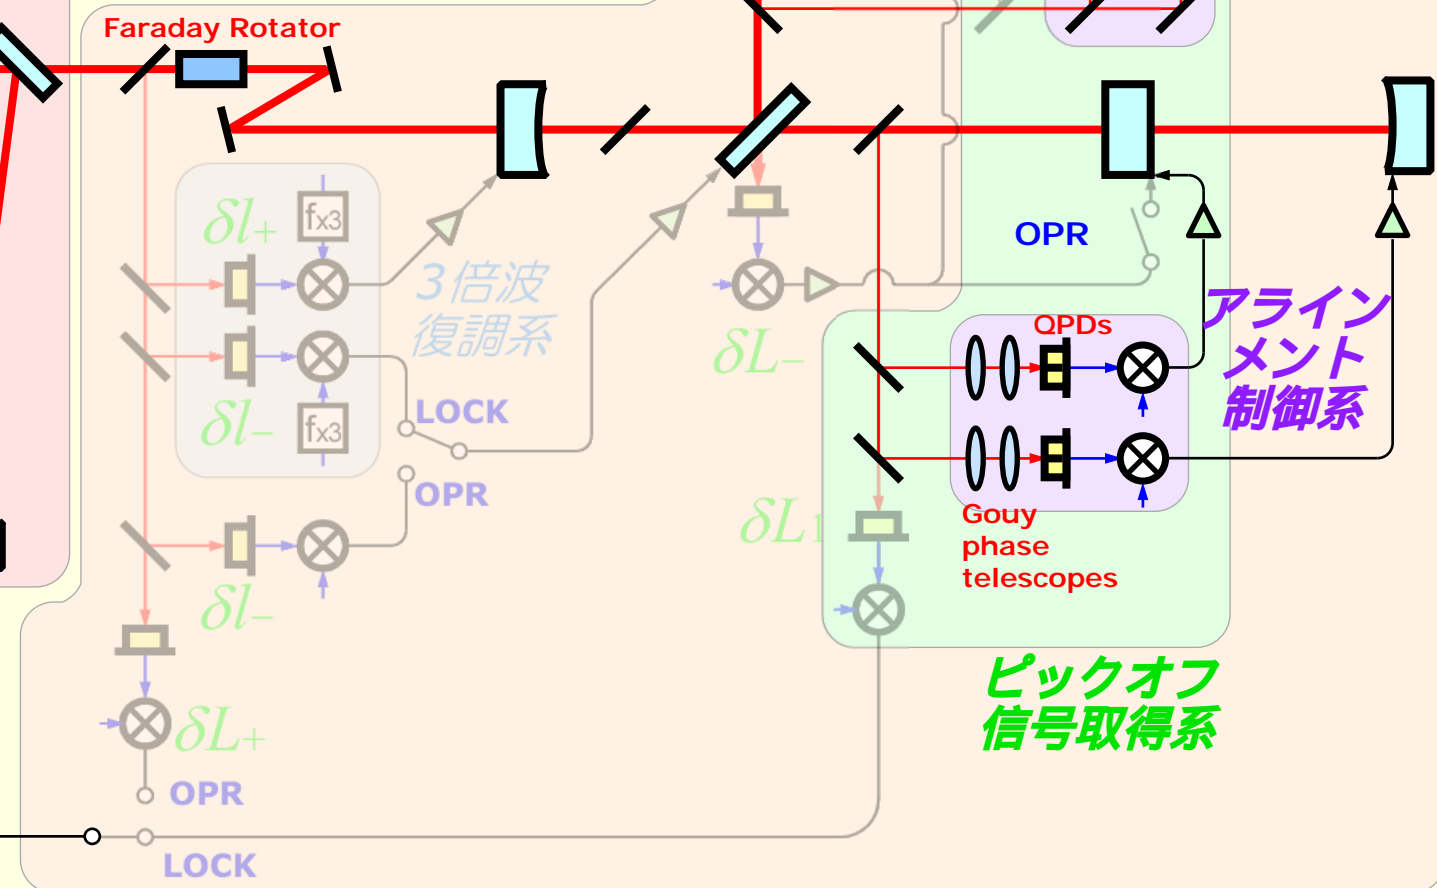 Faraday Rotator
δl+
fx3
3倍波
復調系
δl−
fx3
LOCK
OPR
δl−
δL+
OPR
LOCK
δL−
OPR
アライン
メント
制御系
QPDs
Gouy
phase
telescopes
δL1
ピックオフ
信号取得系